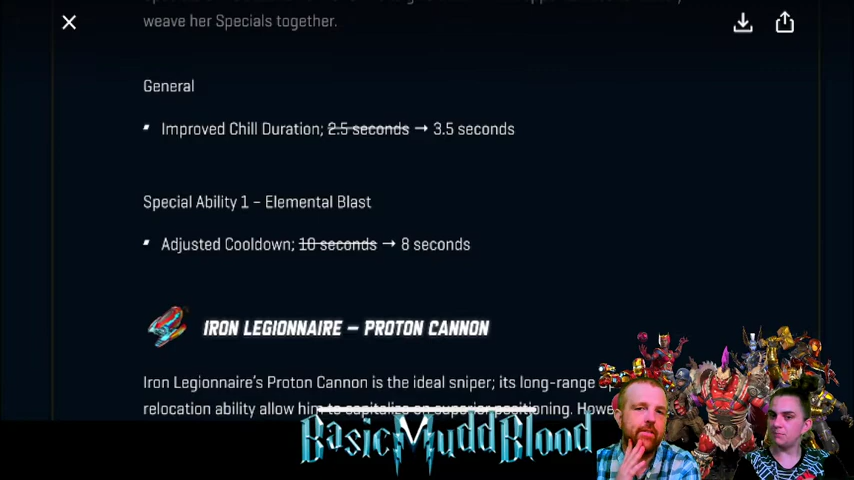 weave her Specials together.
General
Improved Chill Duration; 2.5 seconds → 3.5 seconds
Special Ability 1 – Elemental Blast
Adjusted Cooldown; 10 seconds → 8 seconds
IRON LEGIONNAIRE – PROTON CANNON
Iron Legionnaire's Proton Cannon is the ideal sniper; its long-range
relocation ability allow him to capitalize on superior positioning.
BasicMuddBlood